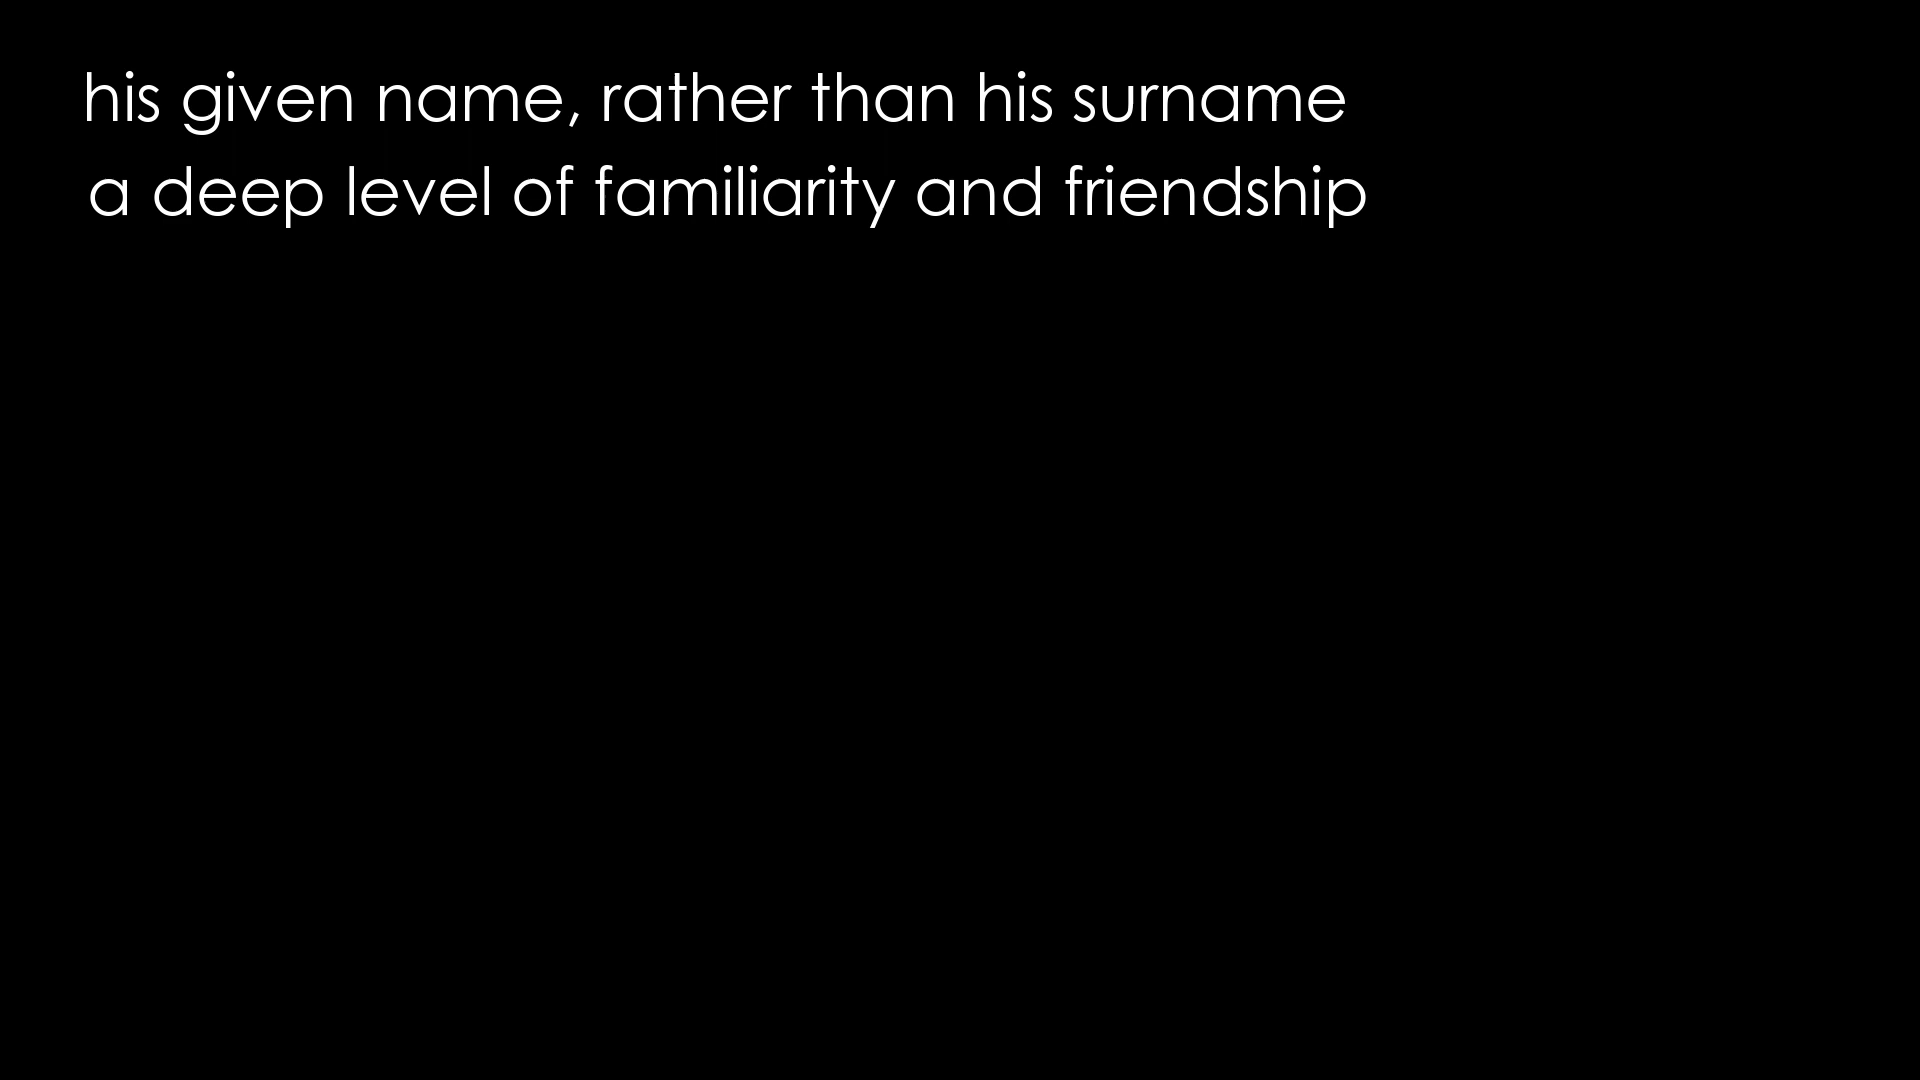 his given name, rather than his surname
a deep level of familiarity and friendship